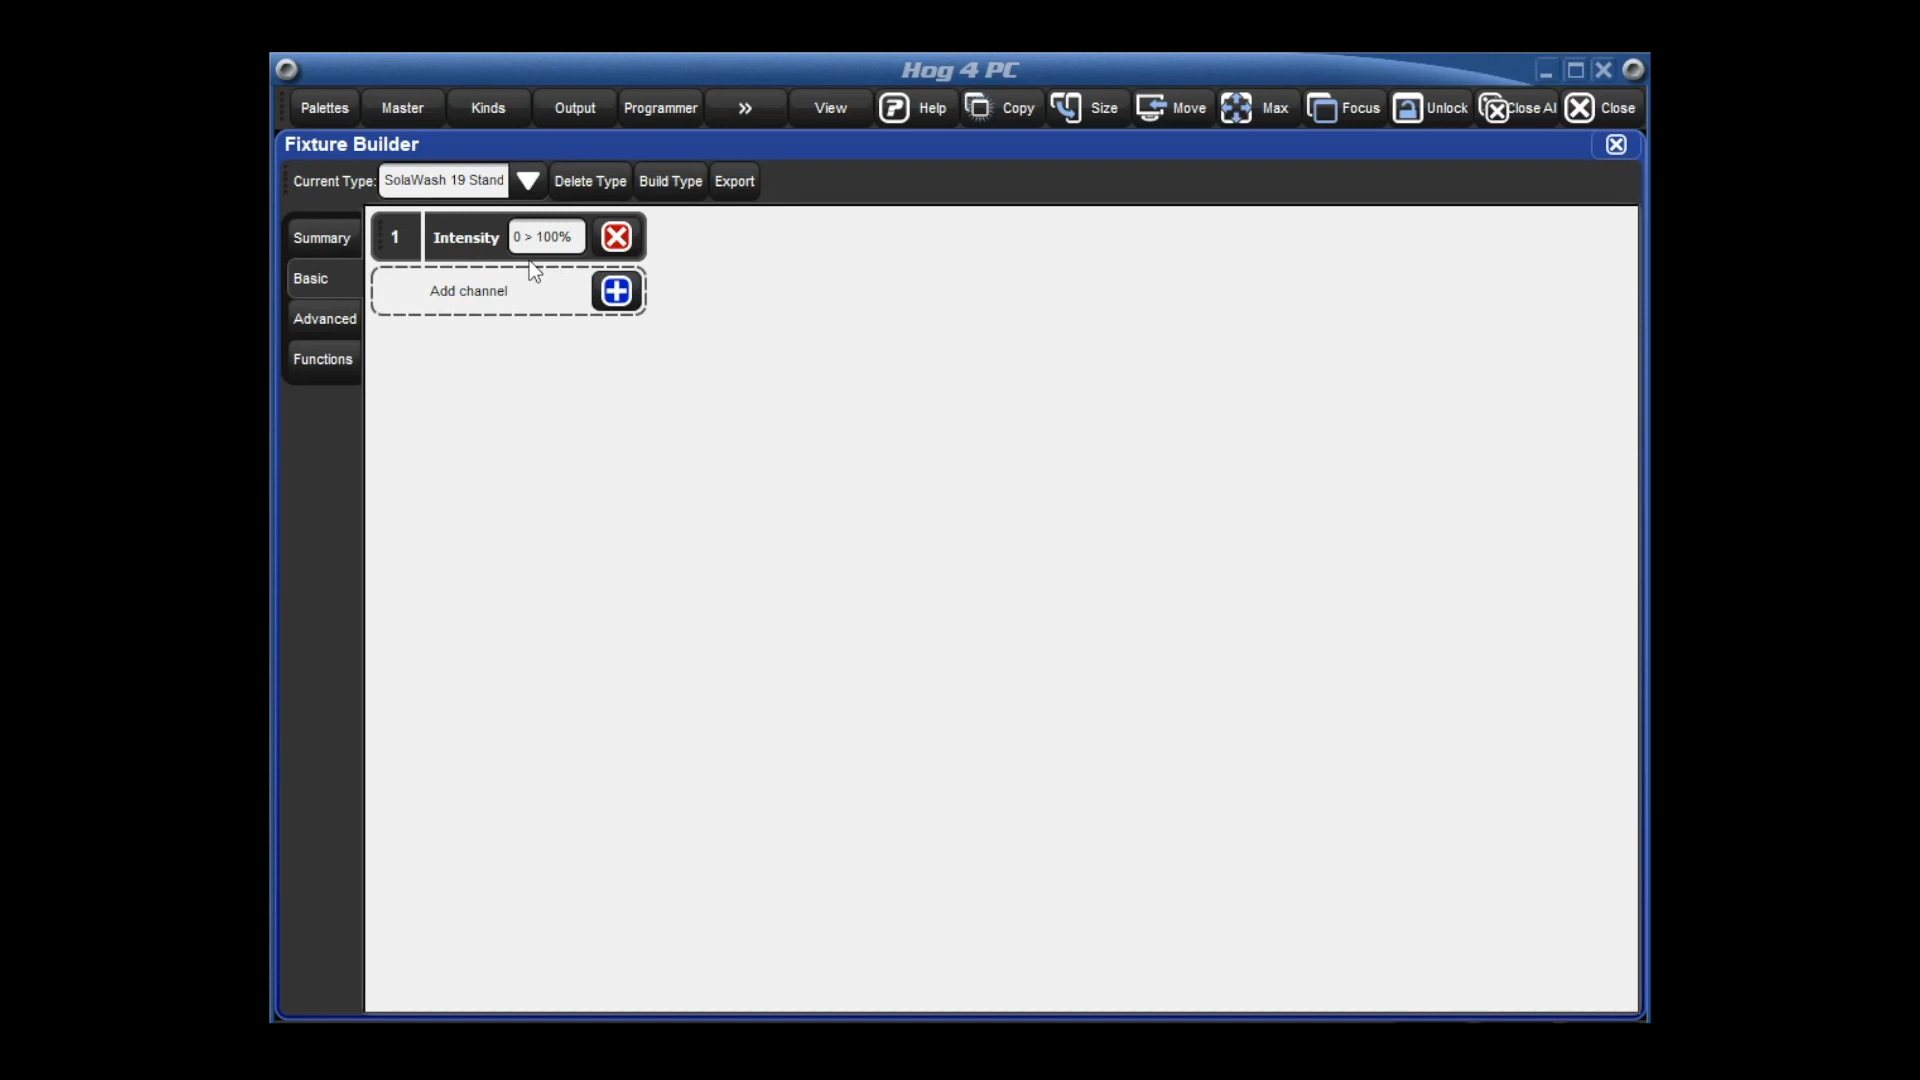 Hog 4 PC
Palettes Master Kinds Output Programmer » View Help Copy Size Move Max Focus Unlock Close Al Close
Fixture Builder
Current Type: SolaWash 19 Stand Delete Type Build Type Export
Summary
1 Intensity 0 > 100%
Basic
Add channel
Advanced
Functions